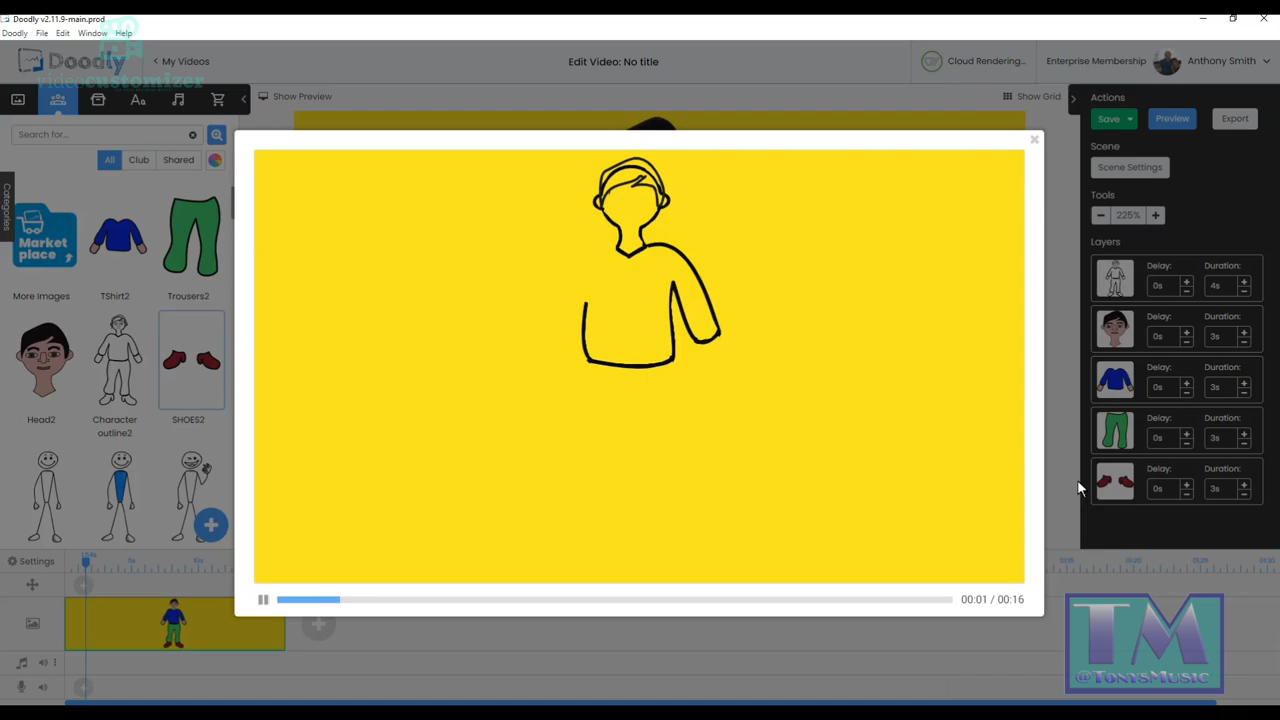 Doodly v2.11.9-main.prod
Doodly File Edit Window Help
Doodly
videocustomizer
My Videos
Edit Video: No title
Cloud Rendering...
Enterprise Membership
Anthony Smith
Show Preview
Show Grid
Actions
Save
Preview
Export
Search for...
All Club Shared
Categories
Market
place
More Images
TShirt2
Trousers2
Head2
Character
outline2
SHOES2
Scene
Scene Settings
Tools
225%
Layers
Delay: Duration:
0s 4s
Delay: Duration:
0s 3s
Delay: Duration:
0s 3s
Delay: Duration:
0s 3s
Delay: Duration:
0s 3s
00:01 / 00:16
Settings
TM
@TonysMusic